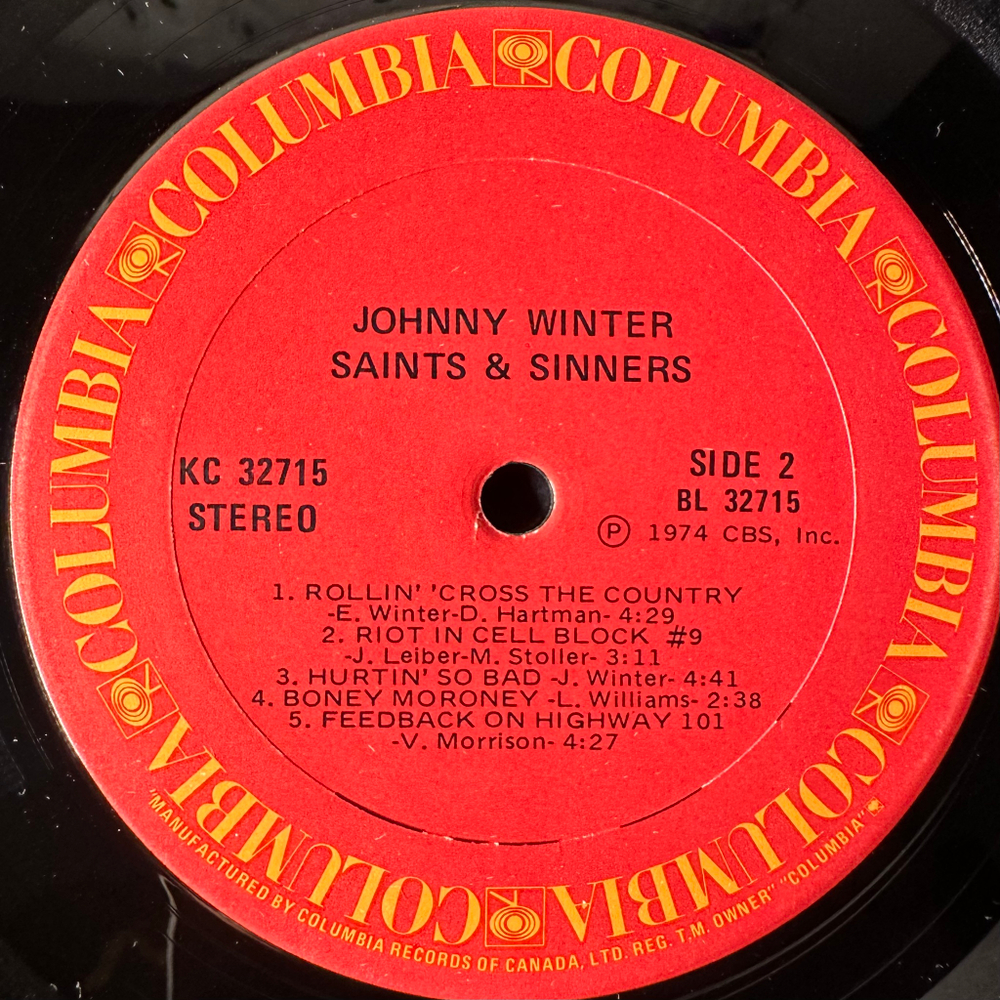 COLUMBIA COLUMBIA COLUMBIA COLUMBIA COLUMBIA COLUMBIA
JOHNNY WINTER
SAINTS & SINNERS
KC 32715
STEREO
SIDE 2
BL 32715
Ⓟ 1974 CBS, Inc.
1. ROLLIN' 'CROSS THE COUNTRY
-E. Winter-D. Hartman- 4:29
2. RIOT IN CELL BLOCK #9
-J. Leiber-M. Stoller- 3:11
3. HURTIN' SO BAD -J. Winter- 4:41
4. BONEY MORONEY -L. Williams- 2:38
5. FEEDBACK ON HIGHWAY 101
-V. Morrison- 4:27
"MANUFACTURED BY COLUMBIA RECORDS OF CANADA, LTD. REG. T.M. OWNER" "COLUMBIA"